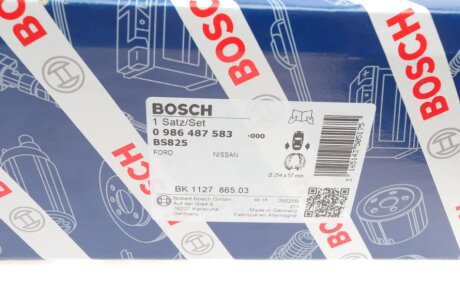 BOSCH
BOSCH
BOSCH
BOSCH
BOSCH
1 Satz/Set
0 986 487 583 -000
BS825
FORD NISSAN
Ø 254 x 57 mm
BK 1127 865.03
Robert Bosch GmbH
Auf der Breit 4
76227 Karlsruhe
Germany
Made in Germany
Fabriqué en Allemagne